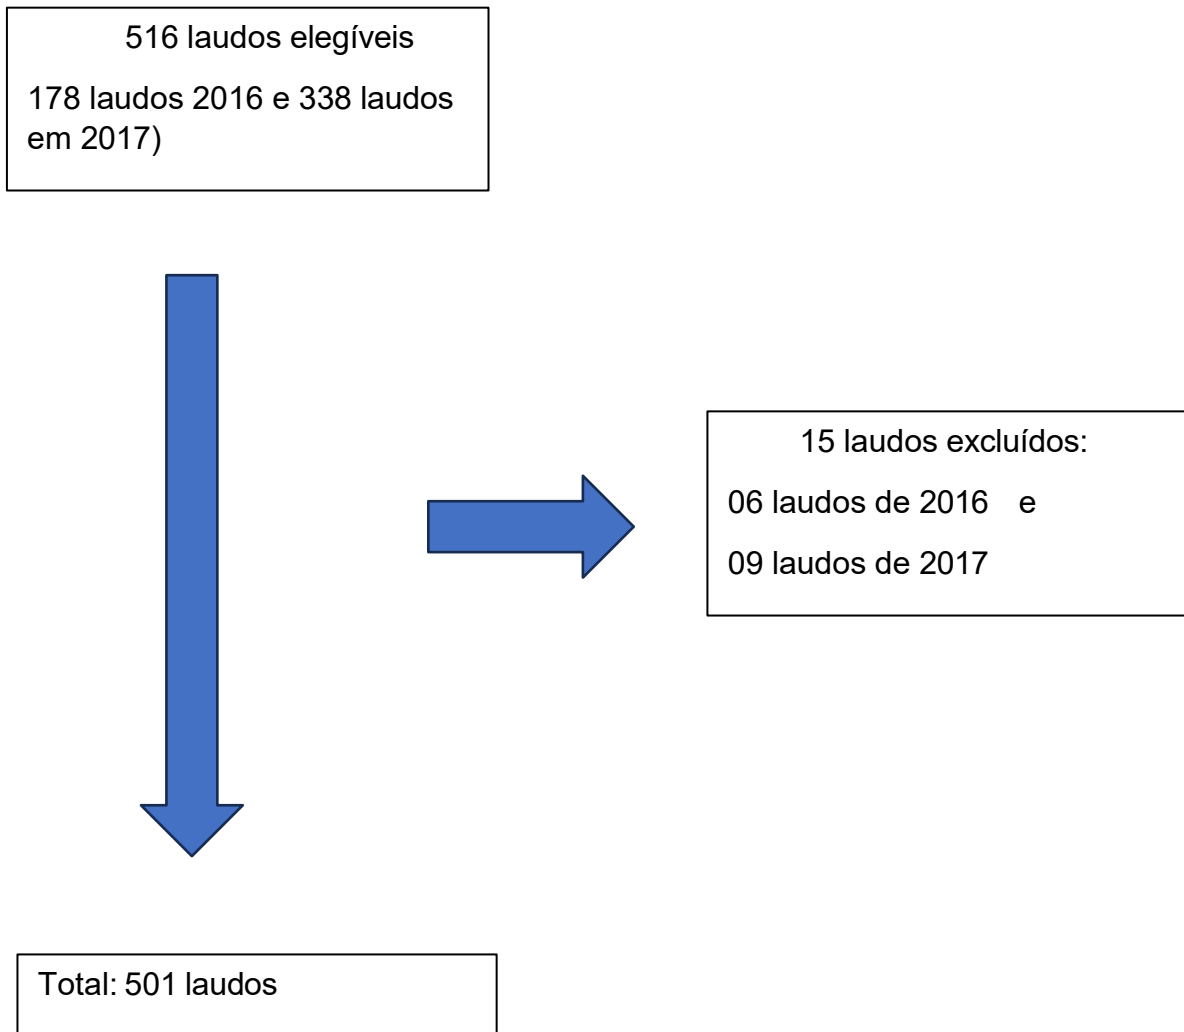 516 laudos elegíveis
178 laudos 2016 e 338 laudos
em 2017)
15 laudos excluídos:
06 laudos de 2016 e
09 laudos de 2017
Total: 501 laudos